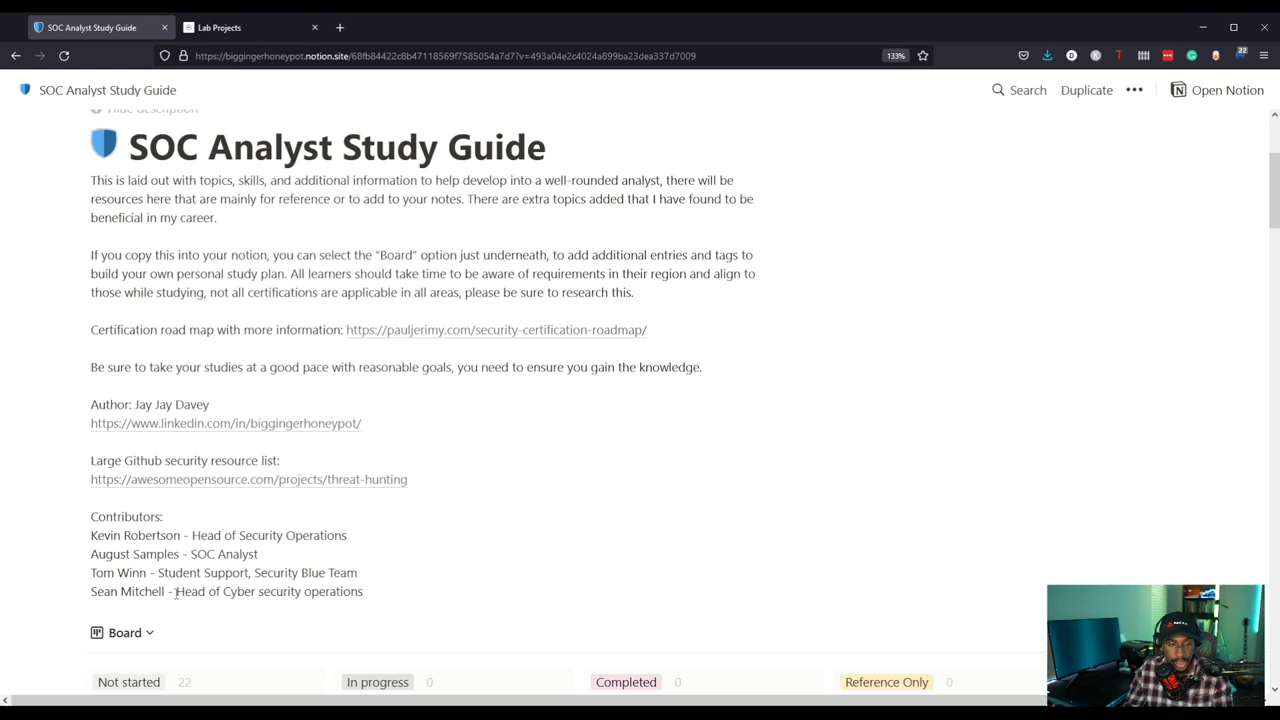 SOC Analyst Study Guide
Lab Projects
https://biggingerhoneypot.notion.site/68fb84422c8b47118569f7585054a7d7?v=493a04e2c4024a899ba23dea337d7009
133%
22
SOC Analyst Study Guide
Search
Duplicate
Open Notion
Hide description
SOC Analyst Study Guide
This is laid out with topics, skills, and additional information to help develop into a well-rounded analyst, there will be
resources here that are mainly for reference or to add to your notes. There are extra topics added that I have found to be
beneficial in my career.
If you copy this into your notion, you can select the "Board" option just underneath, to add additional entries and tags to
build your own personal study plan. All learners should take time to be aware of requirements in their region and align to
those while studying, not all certifications are applicable in all areas, please be sure to research this.
Certification road map with more information: https://pauljerimy.com/security-certification-roadmap/
Be sure to take your studies at a good pace with reasonable goals, you need to ensure you gain the knowledge.
Author: Jay Jay Davey
https://www.linkedin.com/in/biggingerhoneypot/
Large Github security resource list:
https://awesomeopensource.com/projects/threat-hunting
Contributors:
Kevin Robertson - Head of Security Operations
August Samples - SOC Analyst
Tom Winn - Student Support, Security Blue Team
Sean Mitchell - Head of Cyber security operations
Board
Not started 22
In progress 0
Completed 0
Reference Only 0